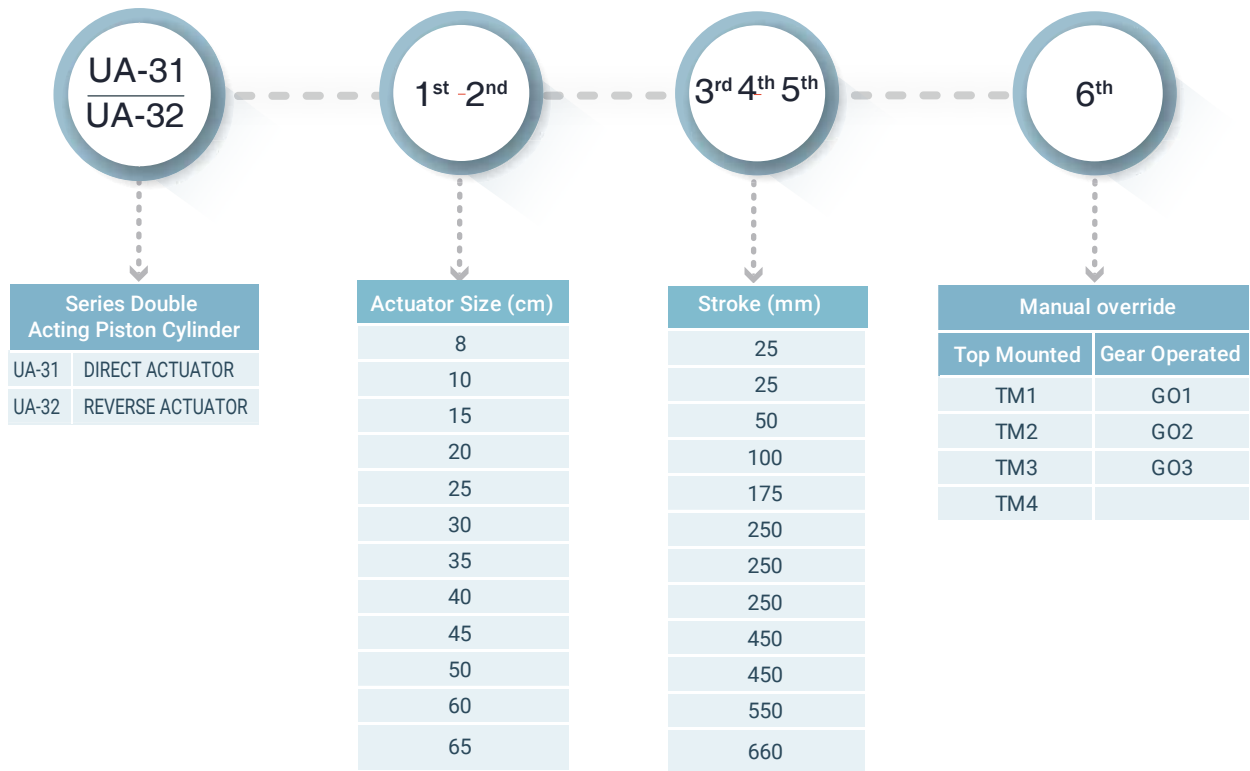 UA-31
UA-32
1st -2nd
3rd 4th 5th
6th
Series Double
Acting Piston Cylinder
UA-31 DIRECT ACTUATOR
UA-32 REVERSE ACTUATOR
Actuator Size (cm)
8
10
15
20
25
30
35
40
45
50
60
65
Stroke (mm)
25
25
50
100
175
250
250
250
450
450
550
660
Manual override
Top Mounted Gear Operated
TM1 GO1
TM2 GO2
TM3 GO3
TM4